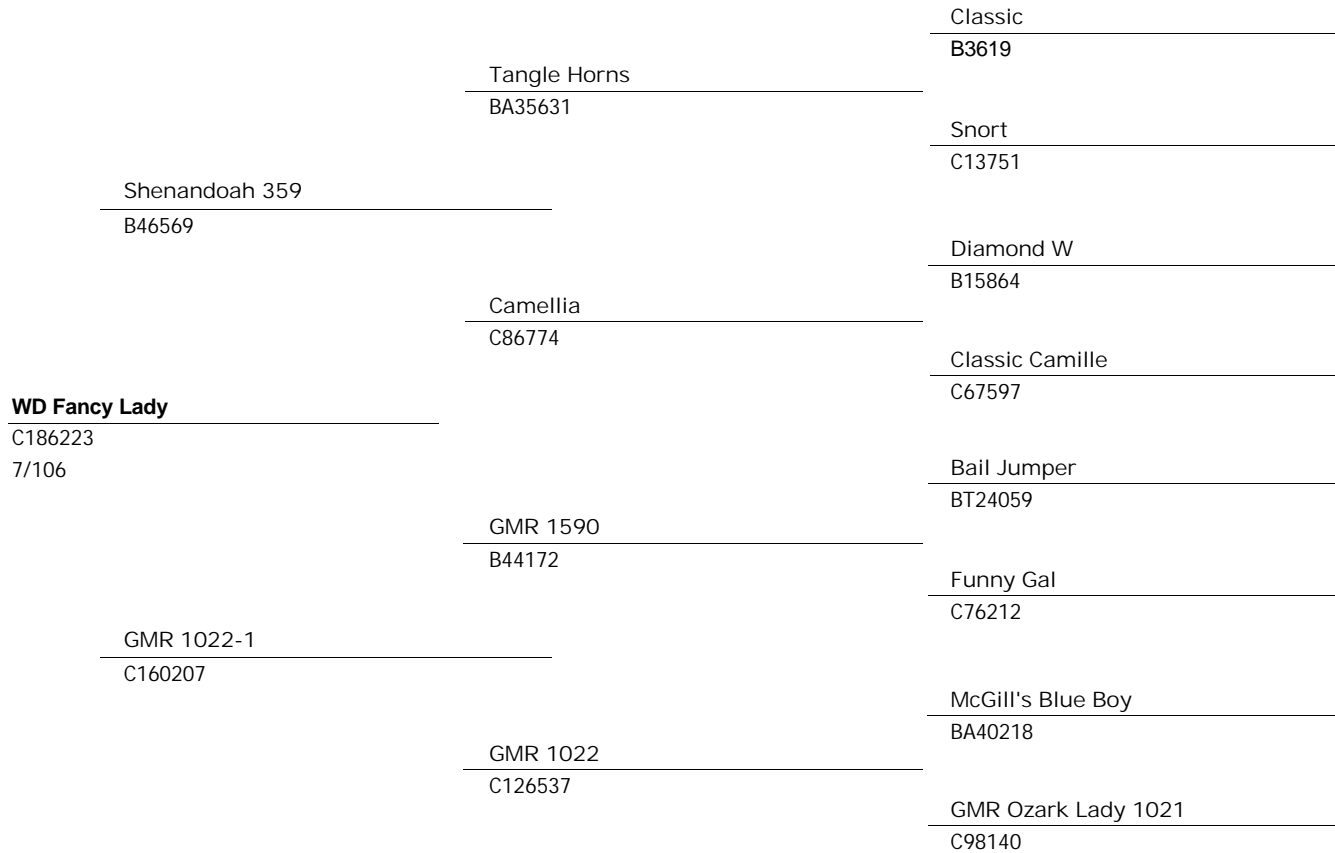 Classic
B3619
Tangle Horns
BA35631
Snort
C13751
Shenandoah 359
B46569
Diamond W
B15864
Camellia
C86774
Classic Camille
C67597
WD Fancy Lady
C186223
7/106
Bail Jumper
BT24059
GMR 1590
B44172
Funny Gal
C76212
GMR 1022-1
C160207
McGill's Blue Boy
BA40218
GMR 1022
C126537
GMR Ozark Lady 1021
C98140